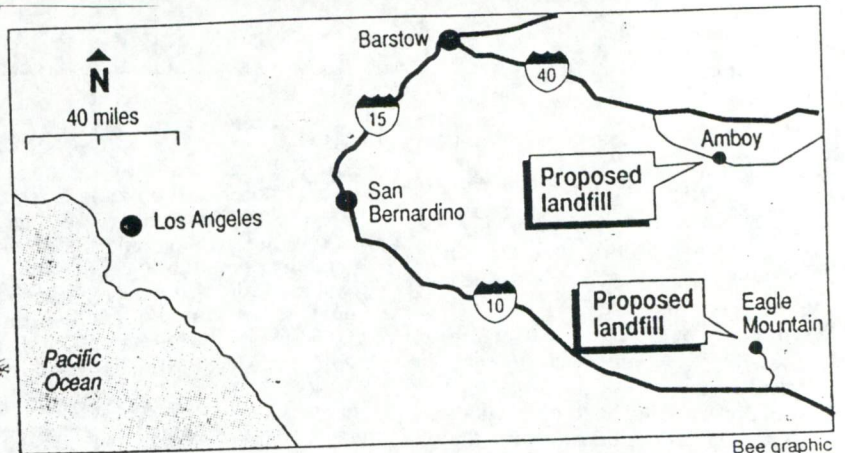 Barstow
N
40 miles
40
15
Amboy
Proposed
landfill
San
Bernardino
Los Angeles
10
Proposed
landfill
Eagle
Mountain
Pacific
Ocean
Bee graphic